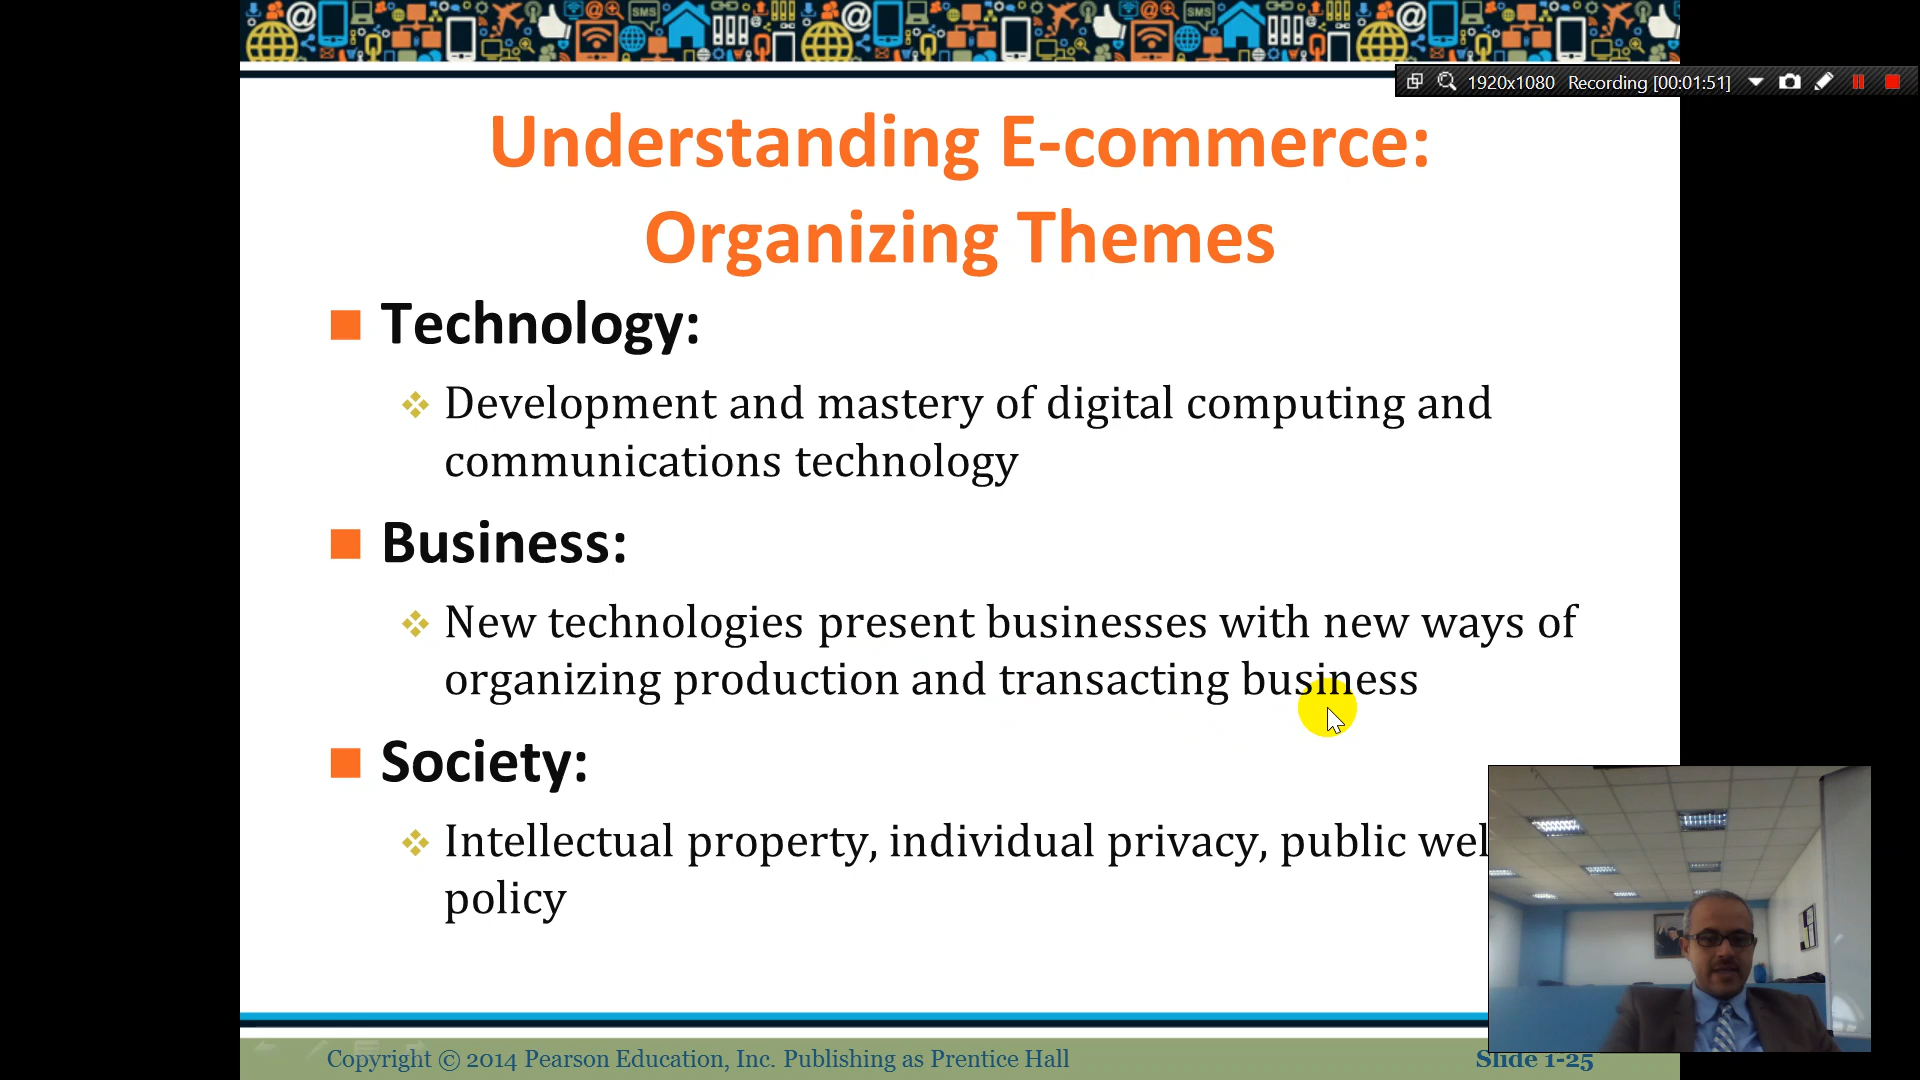 SMS
SMS
1920x1080 Recording [00:01:51]
Understanding E-commerce:
Organizing Themes
Technology:
Development and mastery of digital computing and
communications technology
Business:
New technologies present businesses with new ways of
organizing production and transacting business
Society:
Intellectual property, individual privacy, public
policy
Copyright © 2014 Pearson Education, Inc. Publishing as Prentice Hall
Slide 1-25